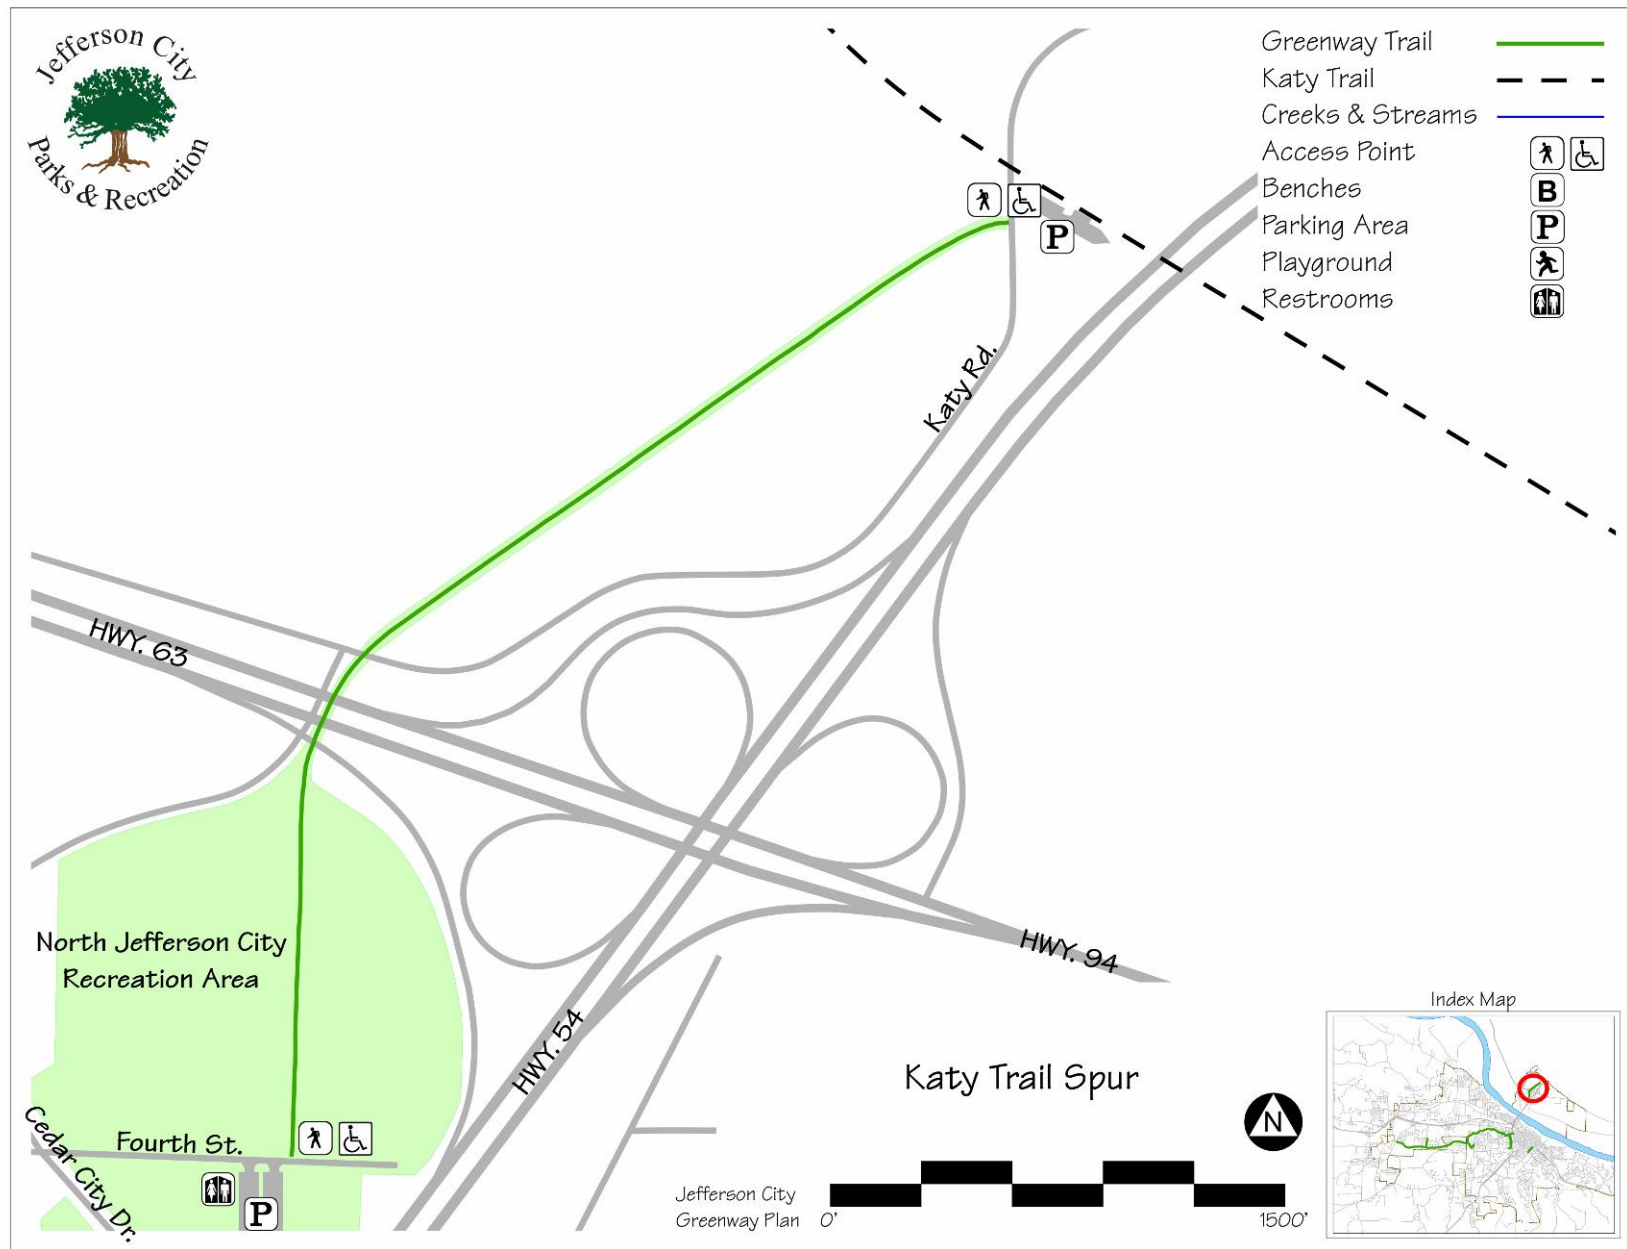 Jefferson City
Parks & Recreation
Greenway Trail
Katy Trail
Creeks & Streams
Access Point
Benches
B
Parking Area
P
Playground
Restrooms
P
Katy Rd.
HWY. 63
North Jefferson City
Recreation Area
HWY. 94
HWY. 54
Index Map
Katy Trail Spur
N
Cedar City Dr.
Fourth St.
P
Jefferson City
Greenway Plan
0'
1500'